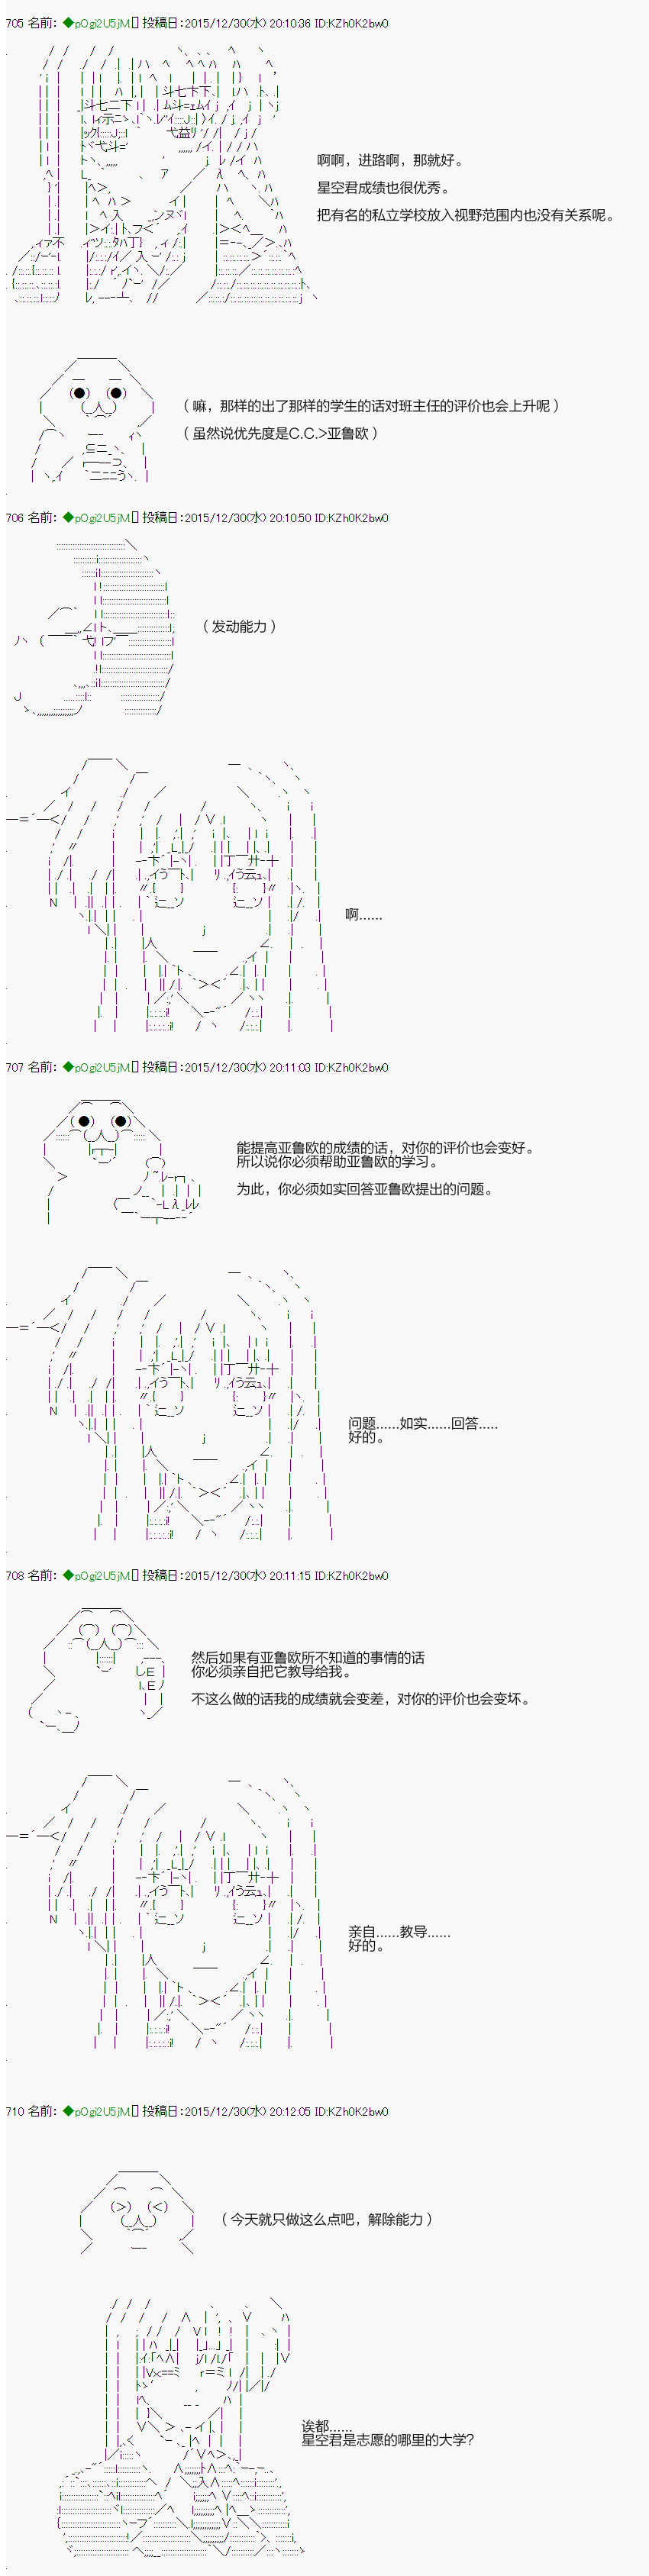 705 名前: ◆pOgi2U5jM. 投稿日:2015/12/30(水) 20:10:36 ID:KZh0K2bw0
啊啊，进路啊，那就好。
星空君成绩也很优秀。
把有名的私立学校放入视野范围内也没有关系呢。
（嘛，那样的出了那样的学生的话对班主任的评价也会上升呢）
（虽然说优先度是C.C.>亚鲁欧）
706 名前: ◆pOgi2U5jM. 投稿日:2015/12/30(水) 20:10:50 ID:KZh0K2bw0
（发动能力）
啊……
707 名前: ◆pOgi2U5jM. 投稿日:2015/12/30(水) 20:11:03 ID:KZh0K2bw0
能提高亚鲁欧的成绩的话，对你的评价也会变好。
所以说你必须帮助亚鲁欧的学习。
为此，你必须如实回答亚鲁欧提出的问题。
问题……如实……回答……
好的。
708 名前: ◆pOgi2U5jM. 投稿日:2015/12/30(水) 20:11:15 ID:KZh0K2bw0
然后如果有亚鲁欧所不知道的事情的话
你必须亲自把它教导给我。
不这么做的话我的成绩就会变差，对你的评价也会变坏。
亲自……教导……
好的。
710 名前: ◆pOgi2U5jM. 投稿日:2015/12/30(水) 20:12:05 ID:KZh0K2bw0
（今天就只做这么点吧，解除能力）
诶都……
星空君是志愿的哪里的大学？